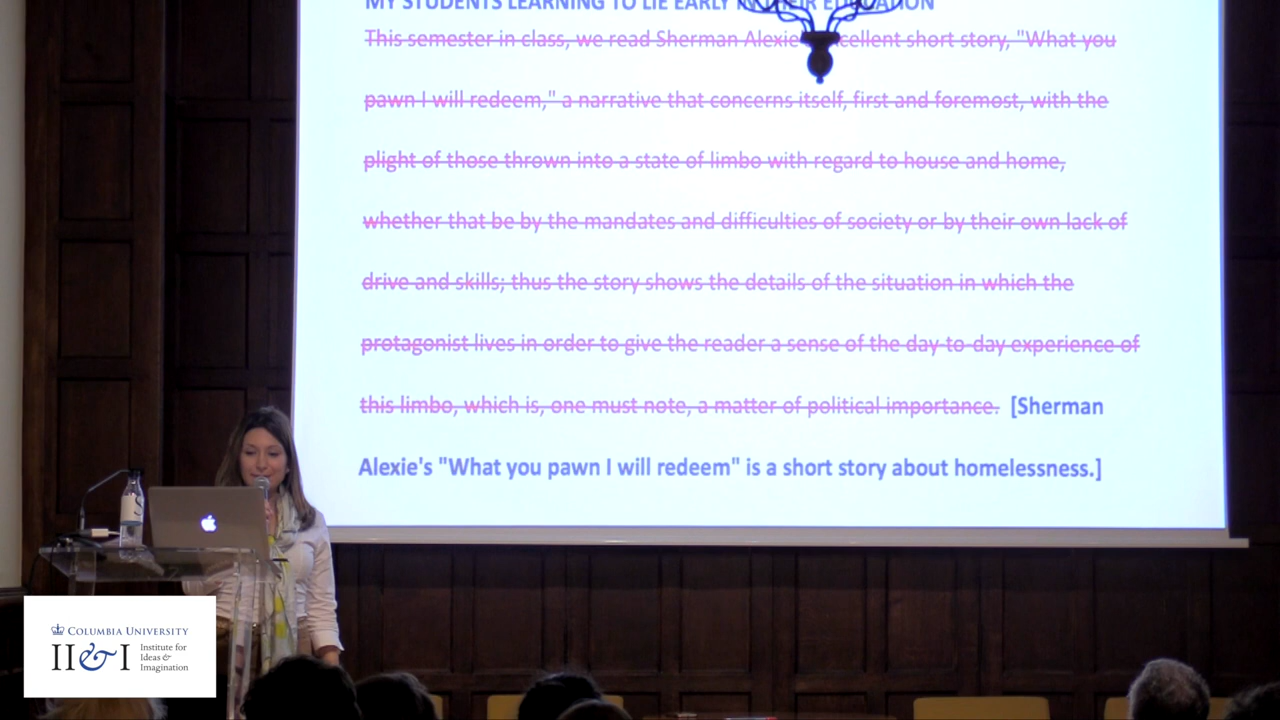 MY STUDENTS LEARNING TO LIE EARLY IN THEIR EDUCATION
This semester in class, we read Sherman Alexie's excellent short story, "What you
pawn I will redeem," a narrative that concerns itself, first and foremost, with the
plight of those thrown into a state of limbo with regard to house and home,
whether that be by the mandates and difficulties of society or by their own lack of
drive and skills; thus the story shows the details of the situation in which the
protagonist lives in order to give the reader a sense of the day-to-day experience of
this limbo, which is, one must note, a matter of political importance. [Sherman
Alexie's "What you pawn I will redeem" is a short story about homelessness.]
COLUMBIA UNIVERSITY
II&I
Institute for
Ideas &
Imagination